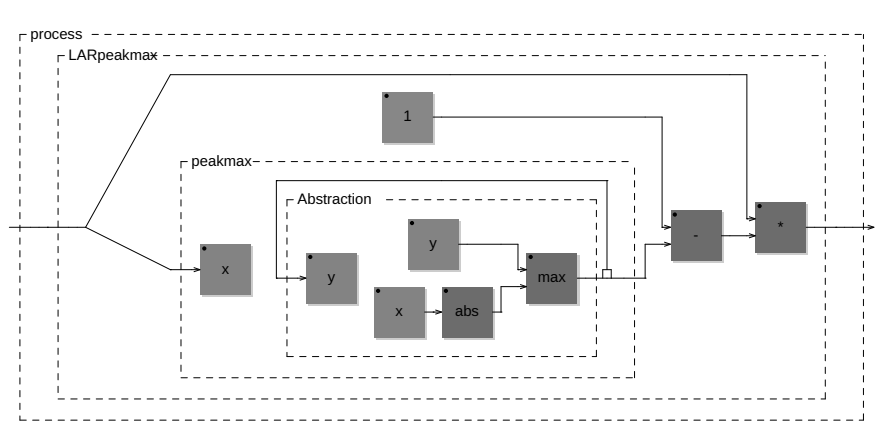 process
LARpeakmax
1
peakmax
Abstraction
y
*
-
x
y
max
x
abs